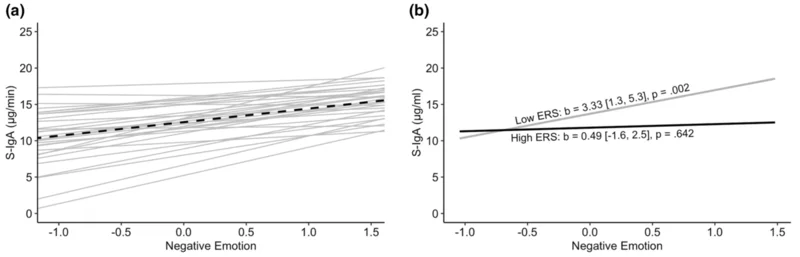 (a)
25
20
15
10
5
0
S-IgA (µg/min)
-1.0 -0.5 0.0 0.5 1.0 1.5
Negative Emotion
(b)
25
20
15
10
5
0
S-IgA (µg/ml)
Low ERS: b = 3.33 [1.3, 5.3], p = .002
High ERS: b = 0.49 [-1.6, 2.5], p = .642
-1.0 -0.5 0.0 0.5 1.0 1.5
Negative Emotion